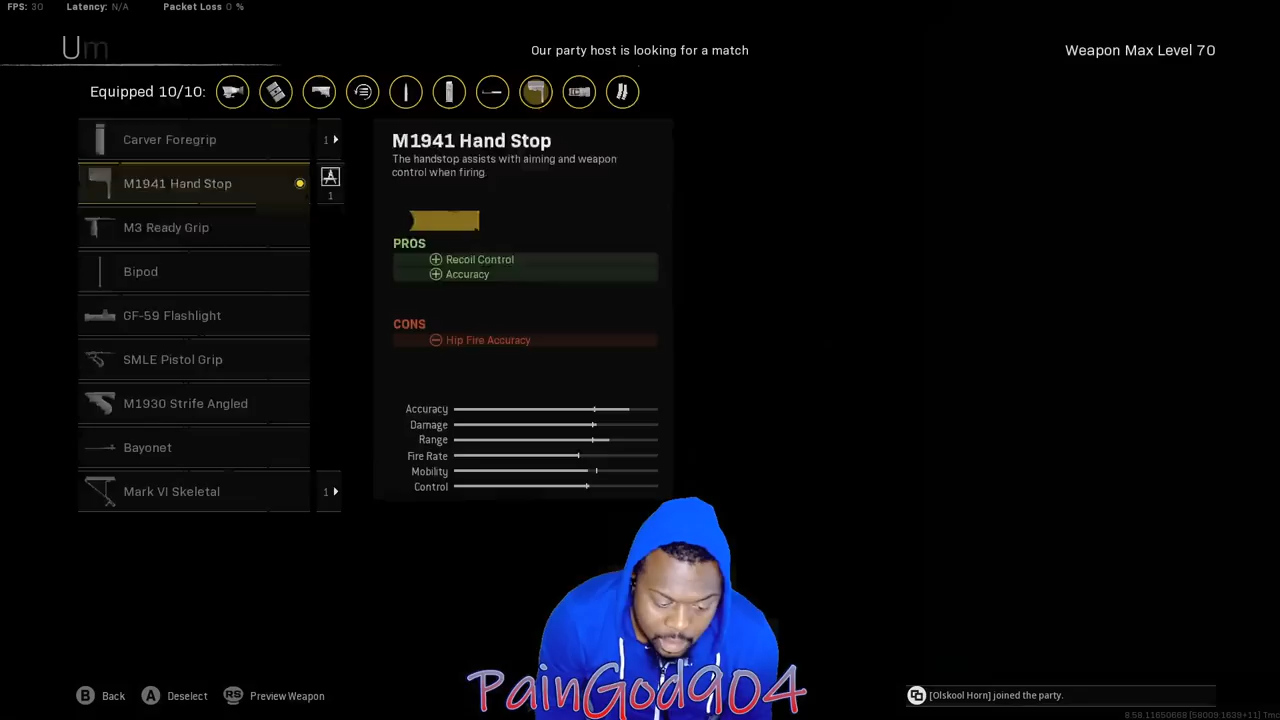 FPS: 30 Latency: N/A Packet Loss 0 %
Um
Our party host is looking for a match
Weapon Max Level 70
Equipped 10/10:
Carver Foregrip 1
M1941 Hand Stop 1
M3 Ready Grip
Bipod
GF-59 Flashlight
SMLE Pistol Grip
M1930 Strife Angled
Bayonet
Mark VI Skeletal 1
M1941 Hand Stop
The handstop assists with aiming and weapon
control when firing.
PROS
Recoil Control
Accuracy
CONS
Hip Fire Accuracy
Accuracy
Damage
Range
Fire Rate
Mobility
Control
PainGod904
B Back A Deselect RS Preview Weapon
[Olskool Horn] joined the party.